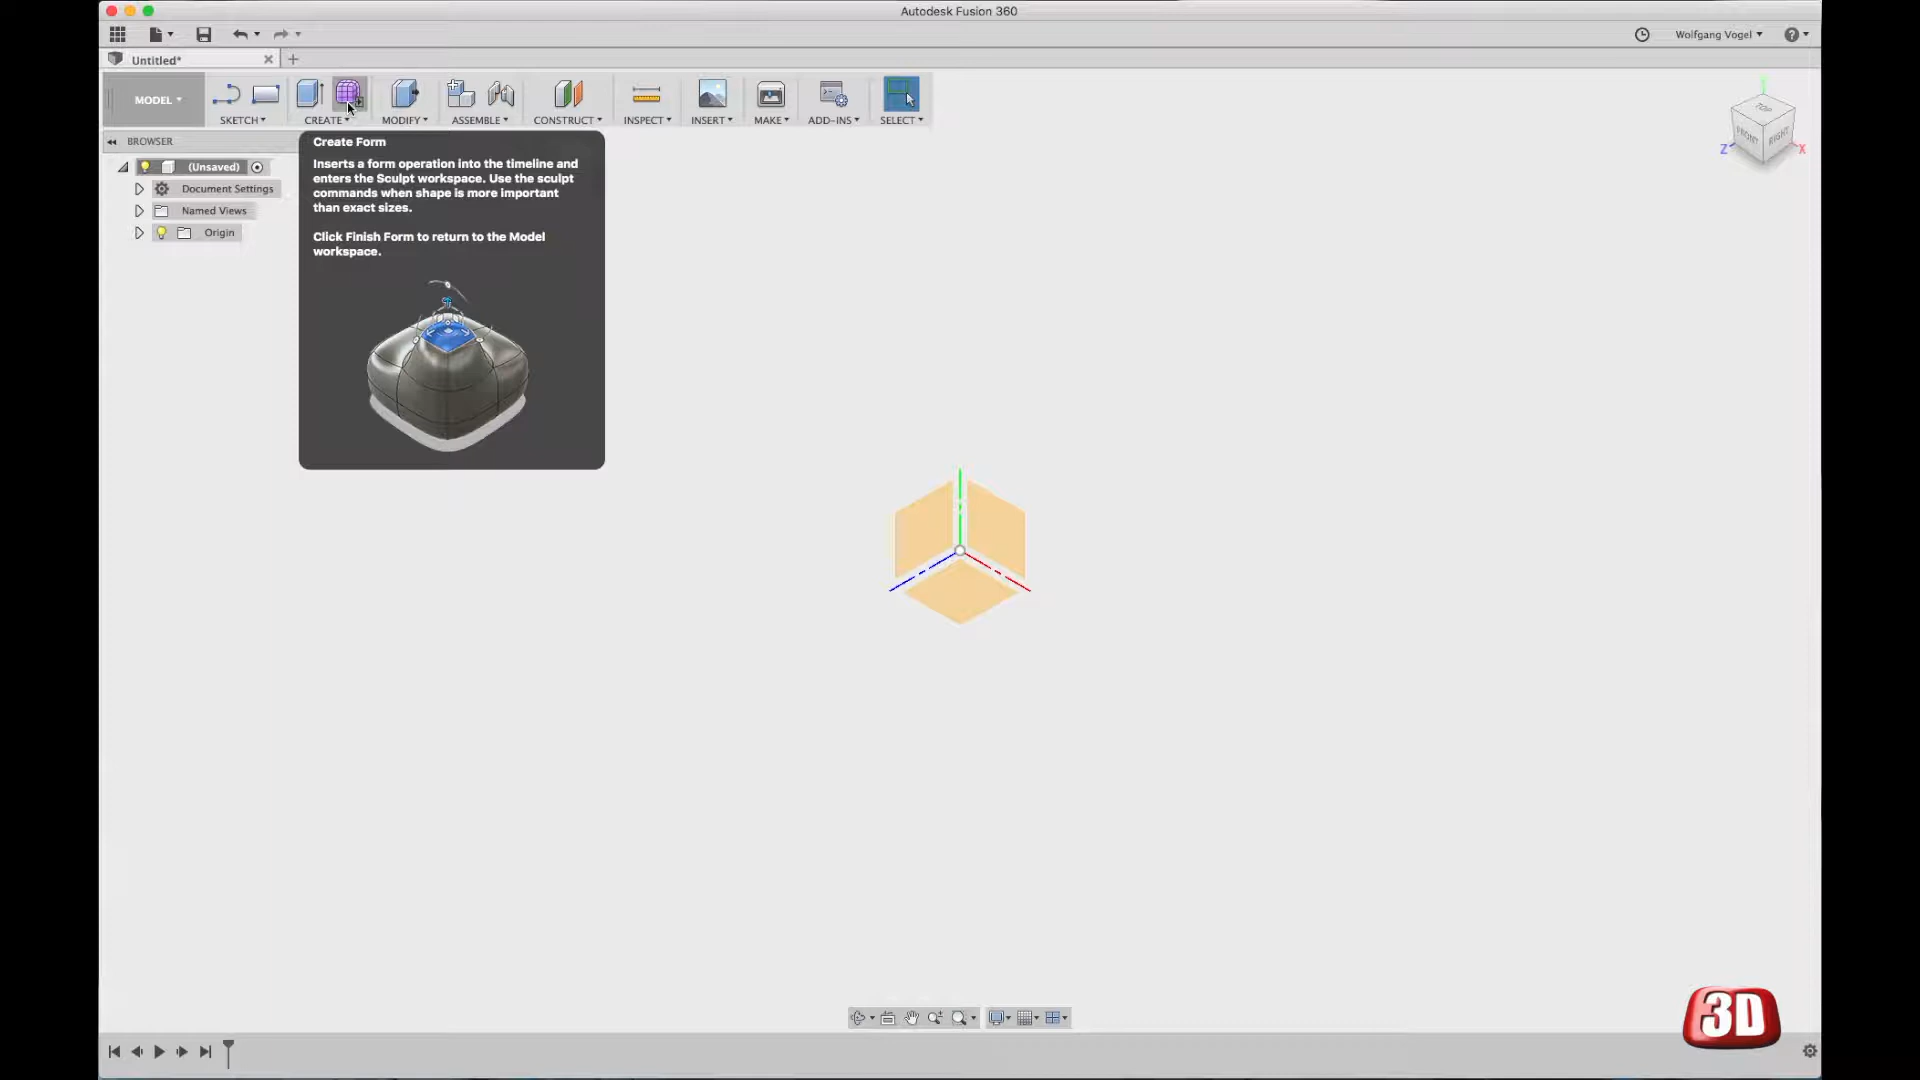 Autodesk Fusion 360
Wolfgang Vogel
Untitled*
MODEL
SKETCH
CREATE
MODIFY
ASSEMBLE
CONSTRUCT
INSPECT
INSERT
MAKE
ADD-INS
SELECT
BROWSER
(Unsaved)
Document Settings
Named Views
Origin
Create Form
Inserts a form operation into the timeline and
enters the Sculpt workspace. Use the sculpt
commands when shape is more important
than exact sizes.
Click Finish Form to return to the Model
workspace.
TOP
FRONT
RIGHT
Z
X
3D